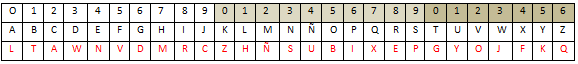 0 1 2 3 4 5 6 7 8 9 0 1 2 3 4 5 6 7 8 9 0 1 2 3 4 5 6
A B C D E F G H I J K L M N Ñ O P Q R S T U V W X Y Z
L T A W N V D M R C Z H Ñ S U B I X E P G Y O J F K Q